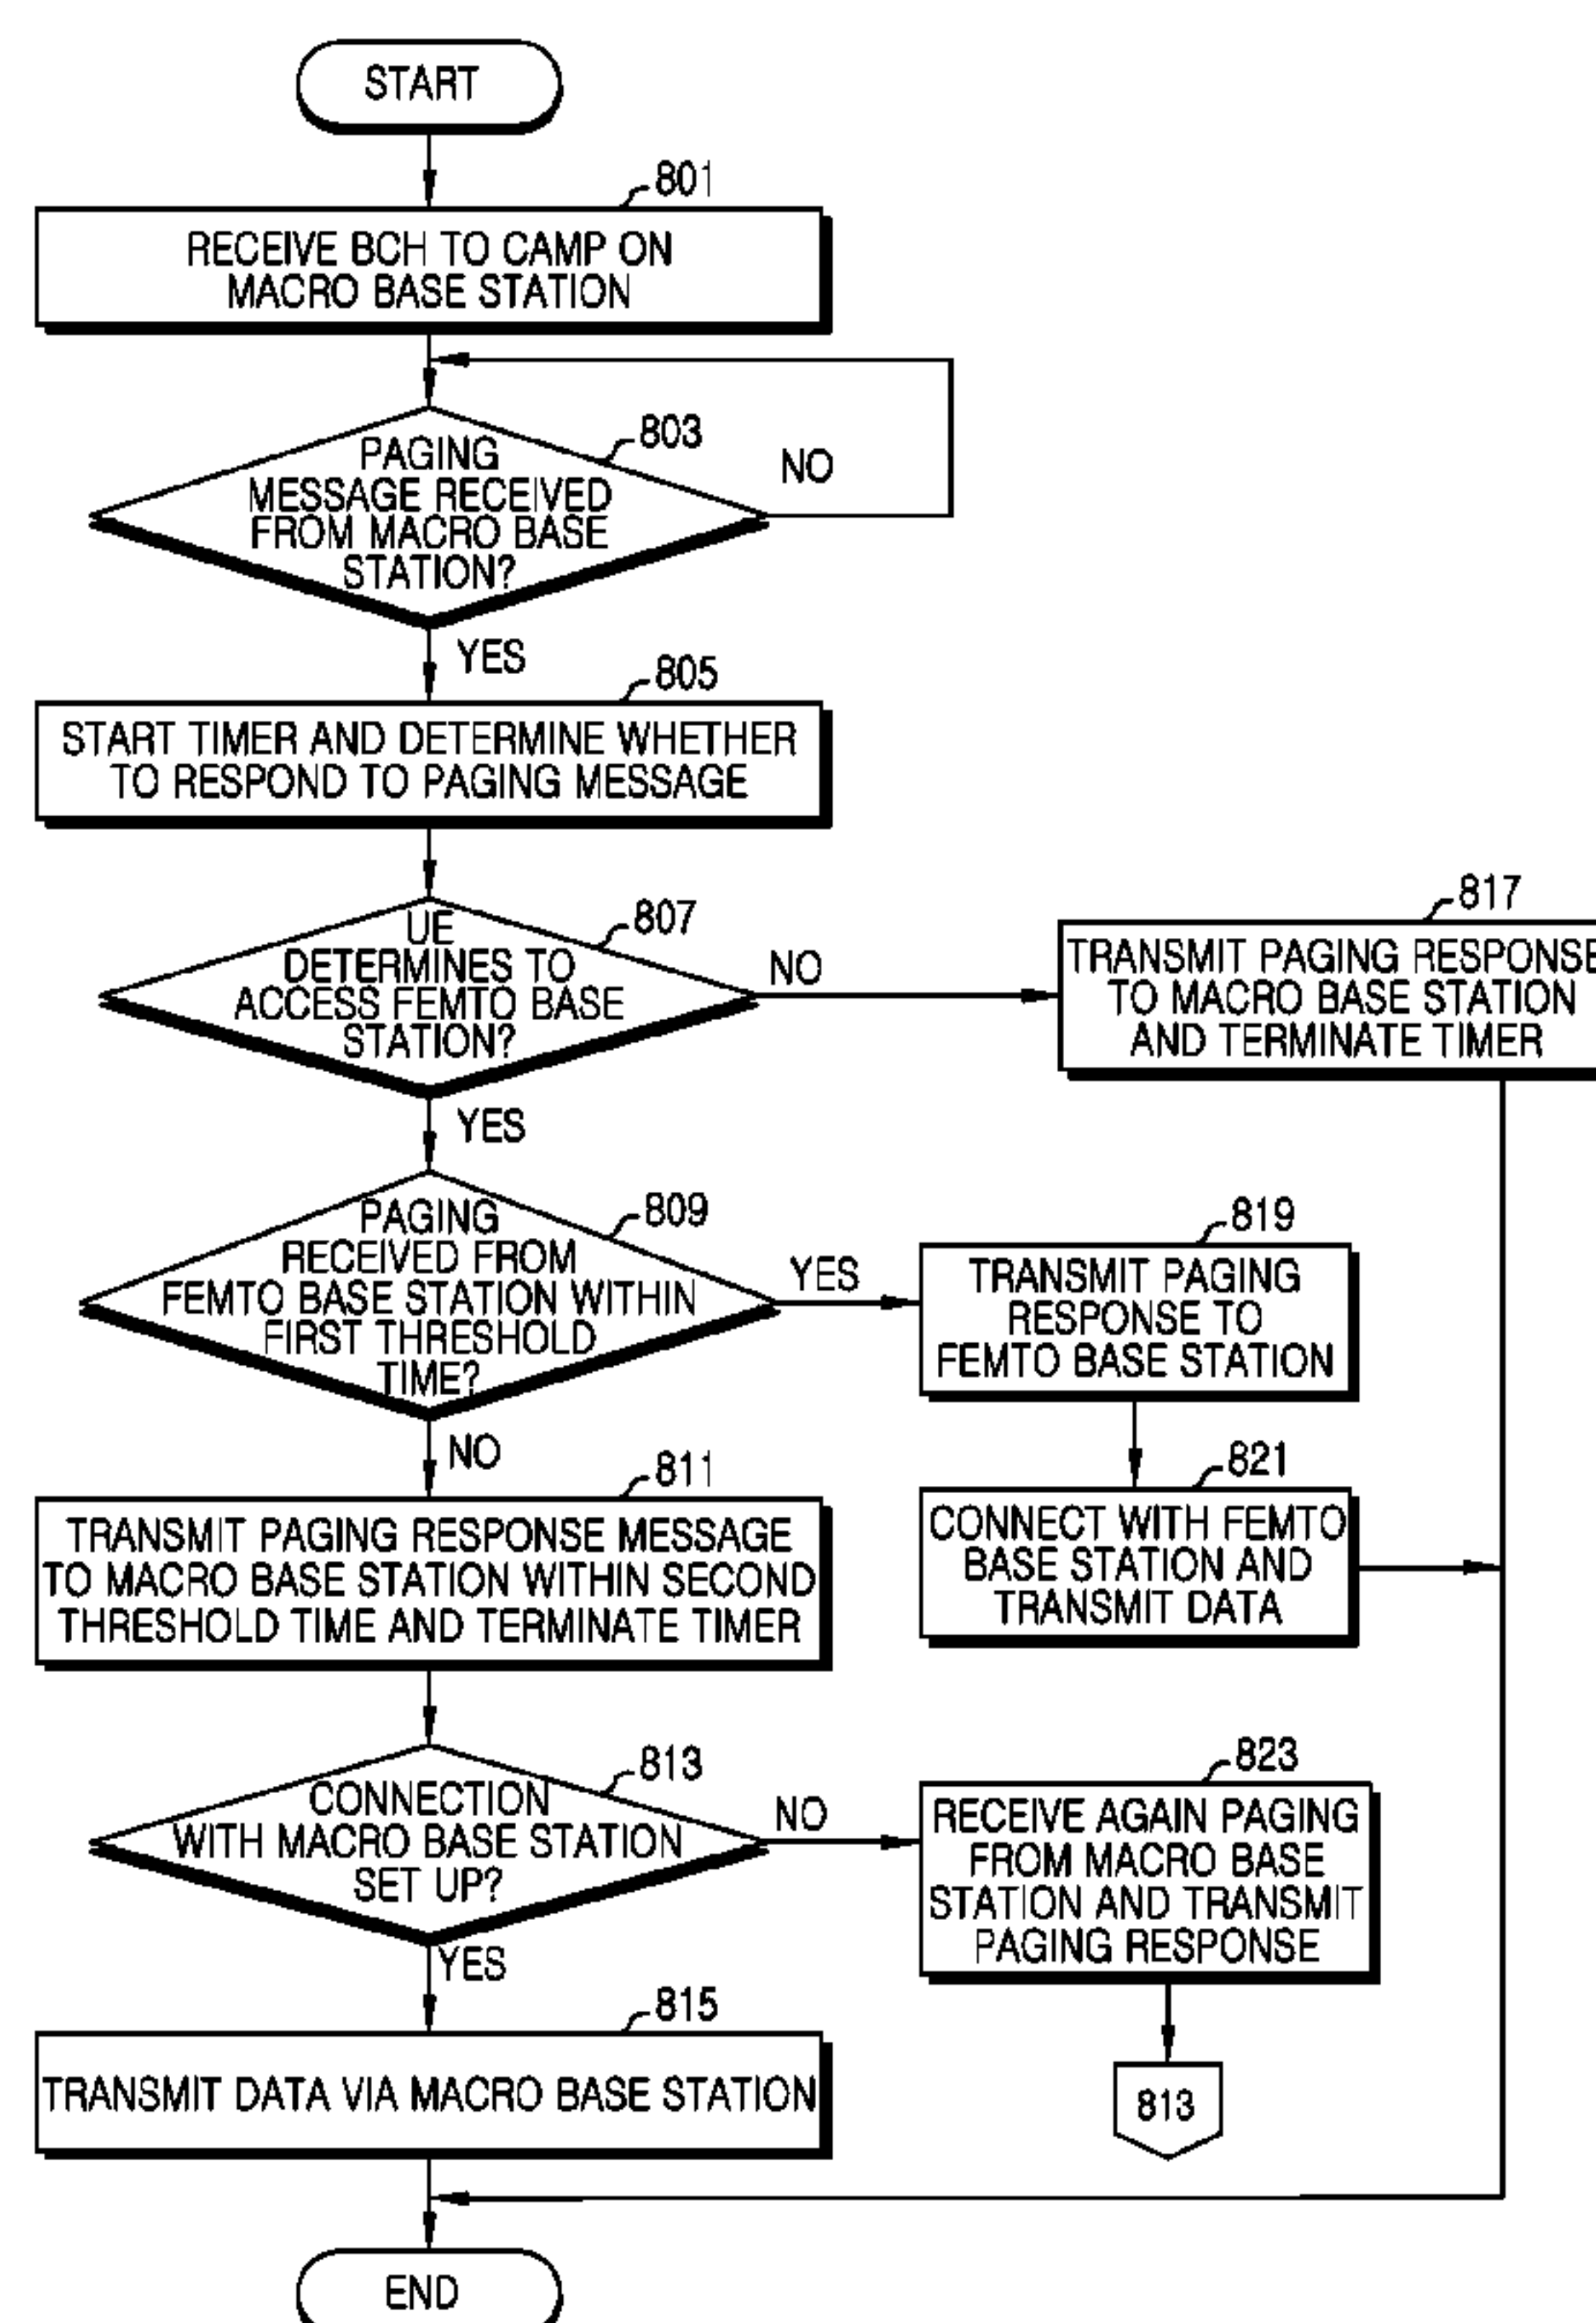 START
801
RECEIVE BCH TO CAMP ON
MACRO BASE STATION
803
PAGING
MESSAGE RECEIVED
FROM MACRO BASE
STATION?
NO
YES
805
START TIMER AND DETERMINE WHETHER
TO RESPOND TO PAGING MESSAGE
807
UE
DETERMINES TO
ACCESS FEMTO BASE
STATION?
NO
817
TRANSMIT PAGING RESPONSE
TO MACRO BASE STATION
AND TERMINATE TIMER
YES
809
PAGING
RECEIVED FROM
FEMTO BASE STATION WITHIN
FIRST THRESHOLD
TIME?
YES
819
TRANSMIT PAGING
RESPONSE TO
FEMTO BASE STATION
NO
821
CONNECT WITH FEMTO
BASE STATION AND
TRANSMIT DATA
811
TRANSMIT PAGING RESPONSE MESSAGE
TO MACRO BASE STATION WITHIN SECOND
THRESHOLD TIME AND TERMINATE TIMER
813
CONNECTION
WITH MACRO BASE STATION
SET UP?
NO
823
RECEIVE AGAIN PAGING
FROM MACRO BASE
STATION AND TRANSMIT
PAGING RESPONSE
YES
813
815
TRANSMIT DATA VIA MACRO BASE STATION
END